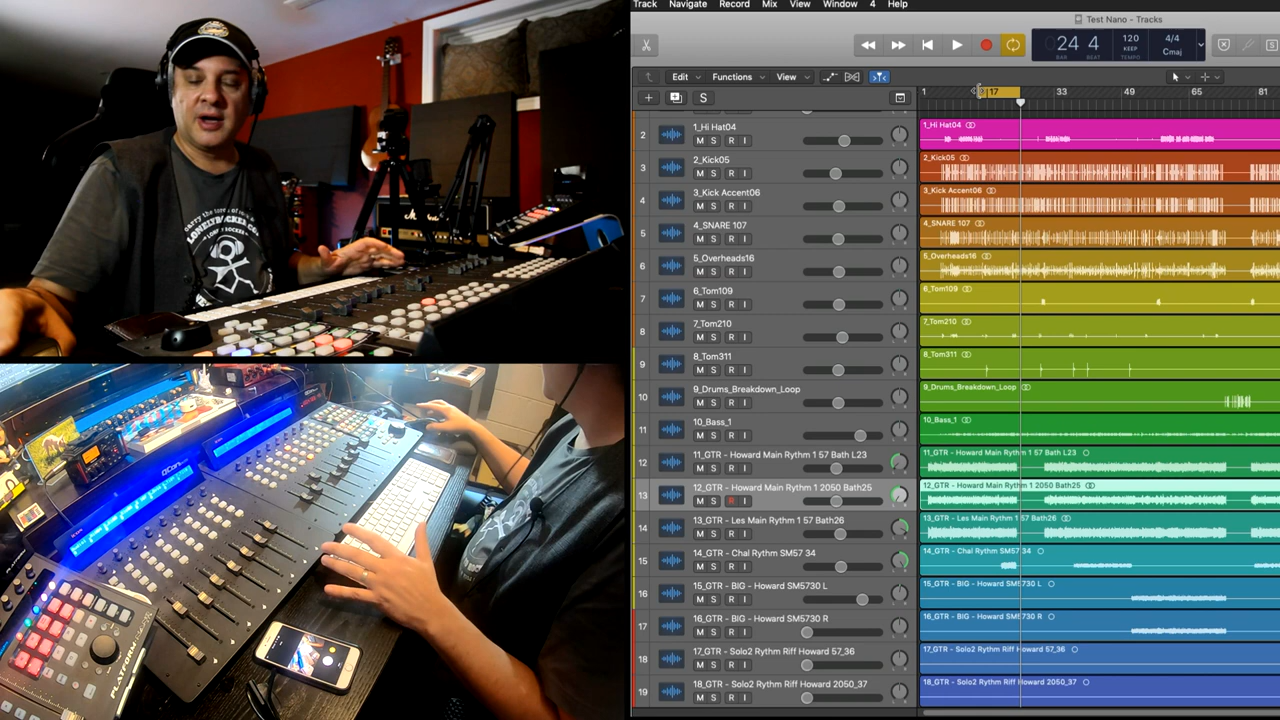 Track Navigate Record Mix View Window 4 Help
Test Nano - Tracks
24 4
BAR BEAT
120
KEEP
TEMPO
4/4
Cmaj
S
Edit Functions View
S
1 17 33 49 65 81
2 1_Hi Hat04
M S R I
1_Hi Hat04
3 2_Kick05
M S R I
2_Kick05
4 3_Kick Accent06
M S R I
3_Kick Accent06
5 4_SNARE 107
M S R I
4_SNARE 107
6 5_Overheads16
M S R I
5_Overheads16
7 6_Tom109
M S R I
6_Tom109
8 7_Tom210
M S R I
7_Tom210
9 8_Tom311
M S R I
8_Tom311
10 9_Drums_Breakdown_Loop
M S R I
9_Drums_Breakdown_Loop
11 10_Bass_1
M S R I
10_Bass_1
12 11_GTR - Howard Main Rythm 1 57 Bath L23
M S R I
11_GTR - Howard Main Rythm 1 57 Bath L23
13 12_GTR - Howard Main Rythm 1 2050 Bath25
M S R I
12_GTR - Howard Main Rythm 1 2050 Bath25
14 13_GTR - Les Main Rythm 1 57 Bath26
M S R I
13_GTR - Les Main Rythm 1 57 Bath26
15 14_GTR - Chal Rythm SM57 34
M S R I
14_GTR - Chal Rythm SM57 34
16 15_GTR - BIG - Howard SM5730 L
M S R I
15_GTR - BIG - Howard SM5730 L
17 16_GTR - BIG - Howard SM5730 R
M S R I
16_GTR - BIG - Howard SM5730 R
18 17_GTR - Solo2 Rythm Riff Howard 57_36
M S R I
17_GTR - Solo2 Rythm Riff Howard 57_36
19 18_GTR - Solo2 Rythm Riff Howard 2050_37
M S R I
18_GTR - Solo2 Rythm Riff Howard 2050_37
Marshall
QCon
PLATFORM